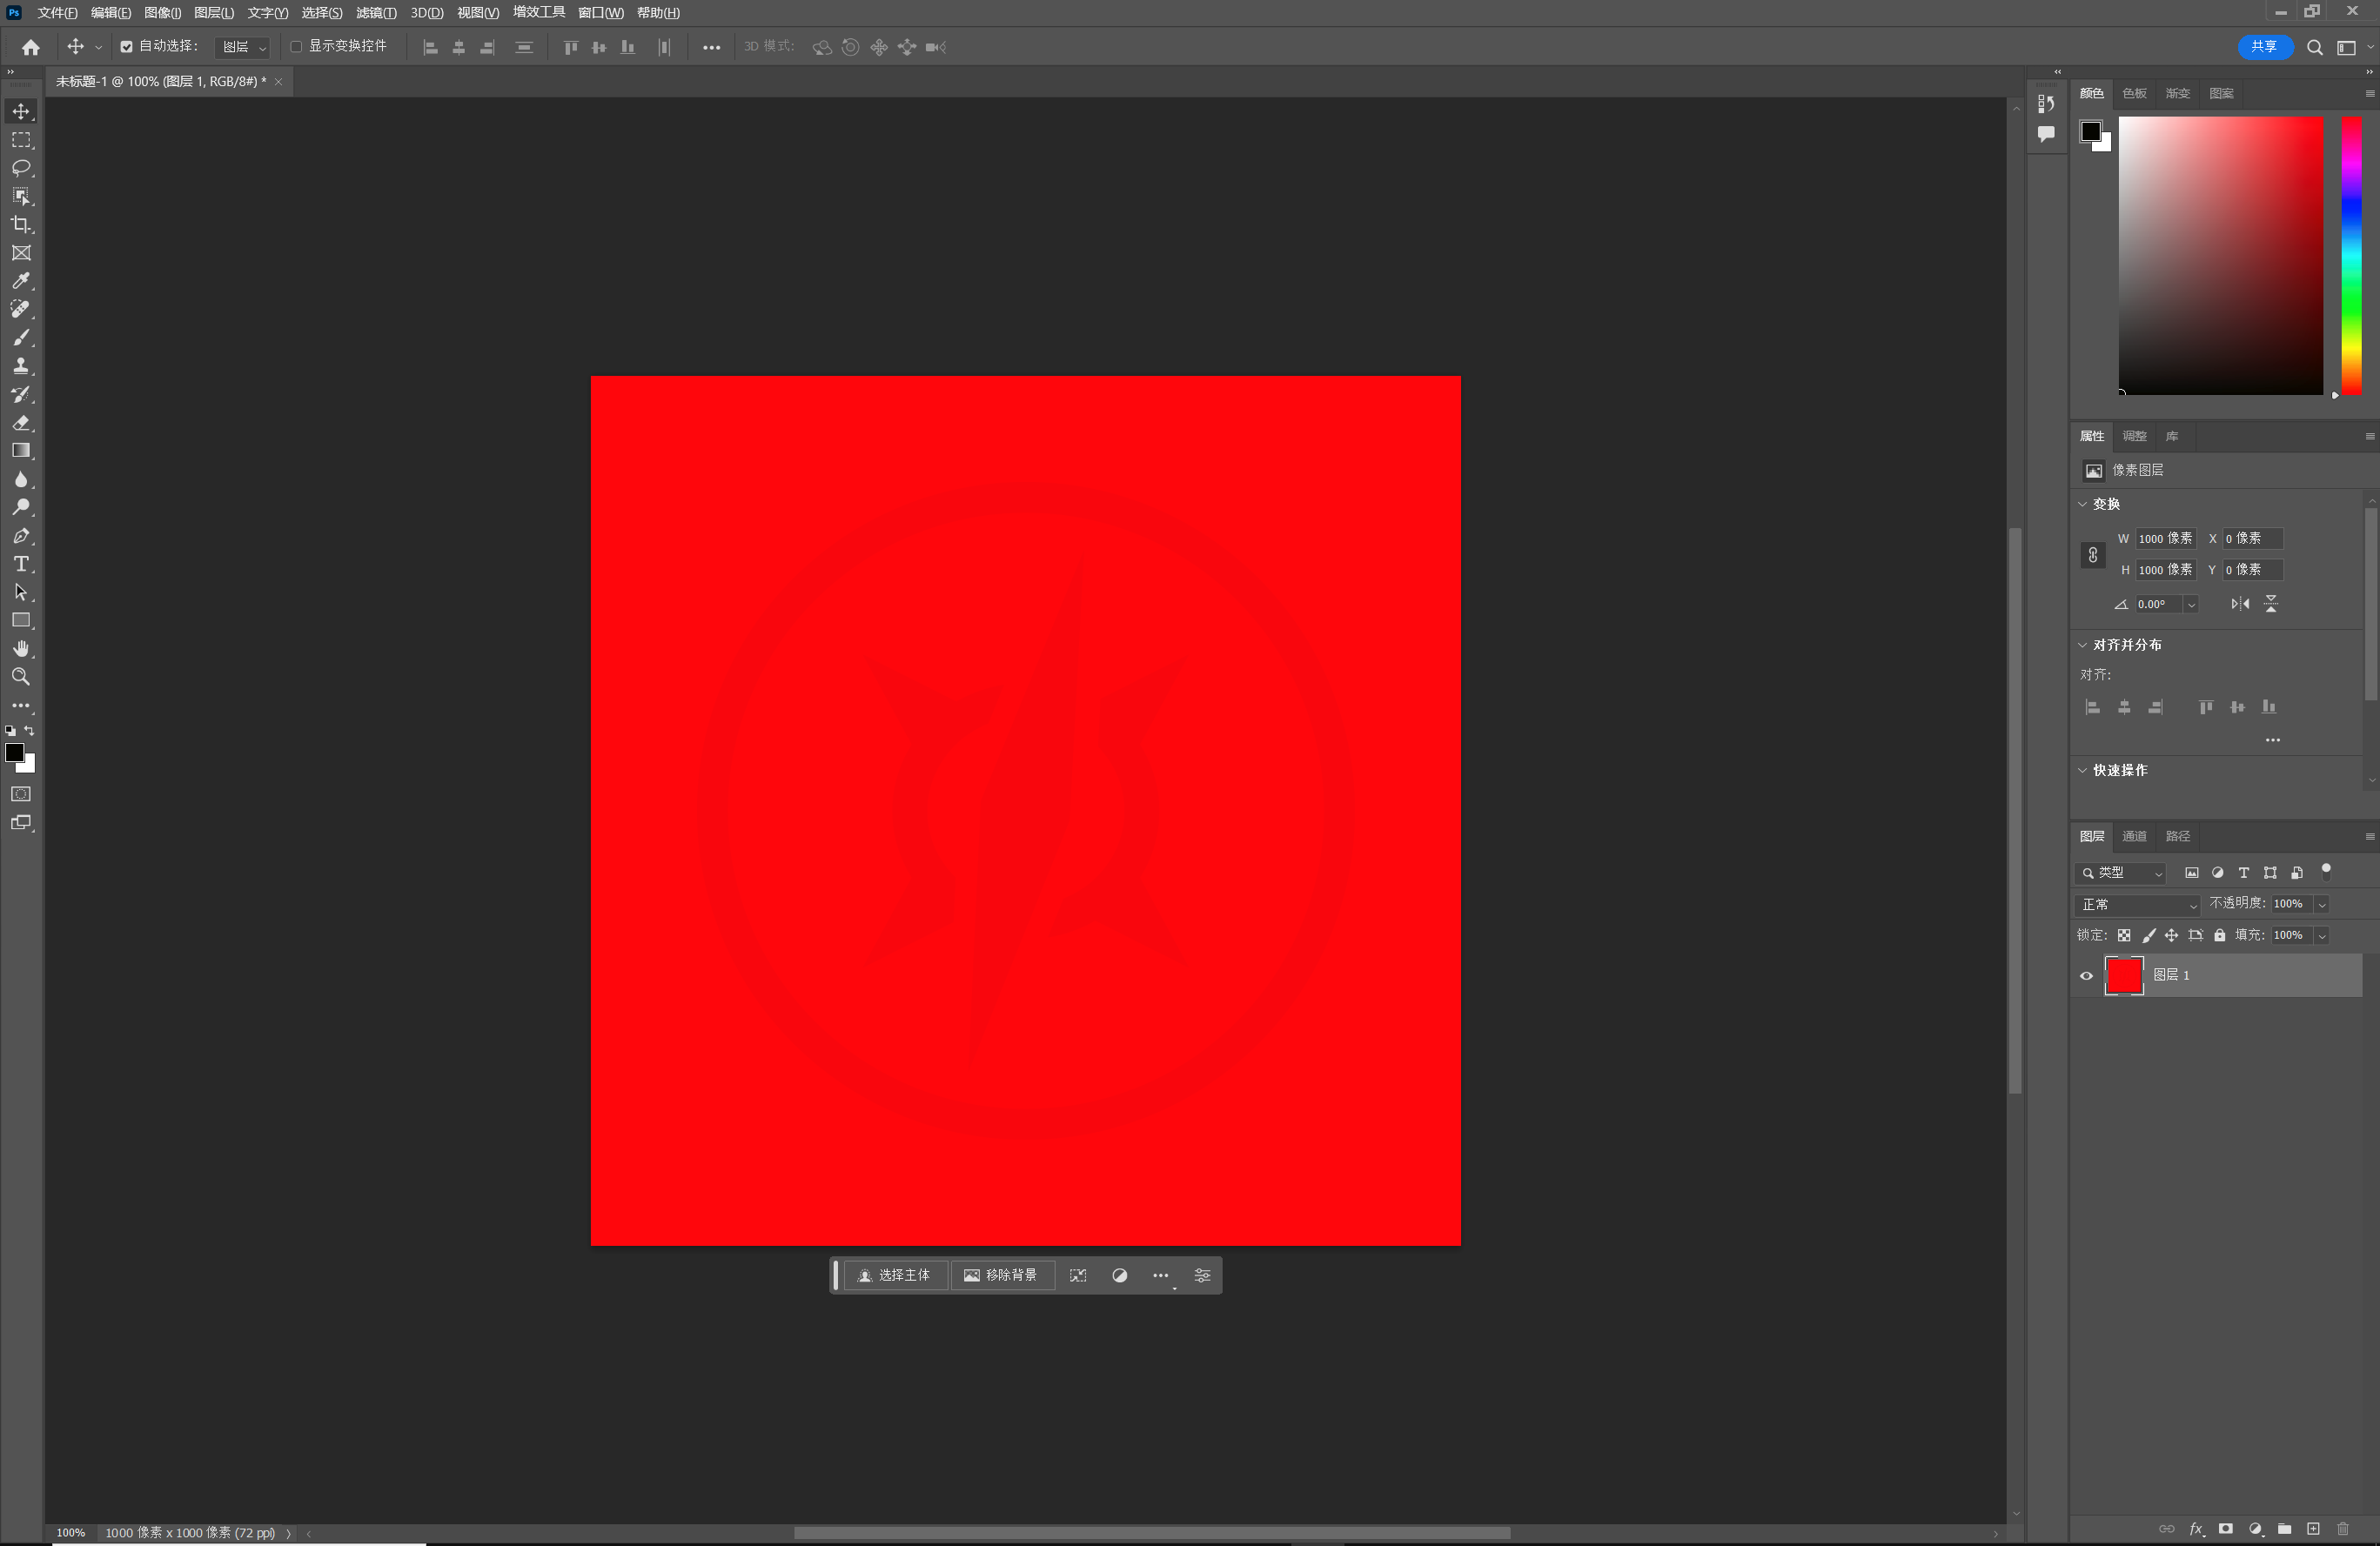 Ps 文件(F) 编辑(E) 图像(I) 图层(L) 文字(Y) 选择(S) 滤镜(T) 3D(D) 视图(V) 增效工具 窗口(W) 帮助(H)
自动选择： 图层 显示变换控件 3D 模式： 共享
未标题-1 @ 100% (图层 1, RGB/8#) *
颜色 色板 渐变 图案
属性 调整 库
像素图层
变换
W 1000 像素 X 0 像素
H 1000 像素 Y 0 像素
0.00°
对齐并分布
对齐：
快速操作
图层 通道 路径
类型
正常 不透明度： 100%
锁定： 填充： 100%
图层 1
选择主体 移除背景
100% 1000 像素 x 1000 像素 (72 ppi)
fx